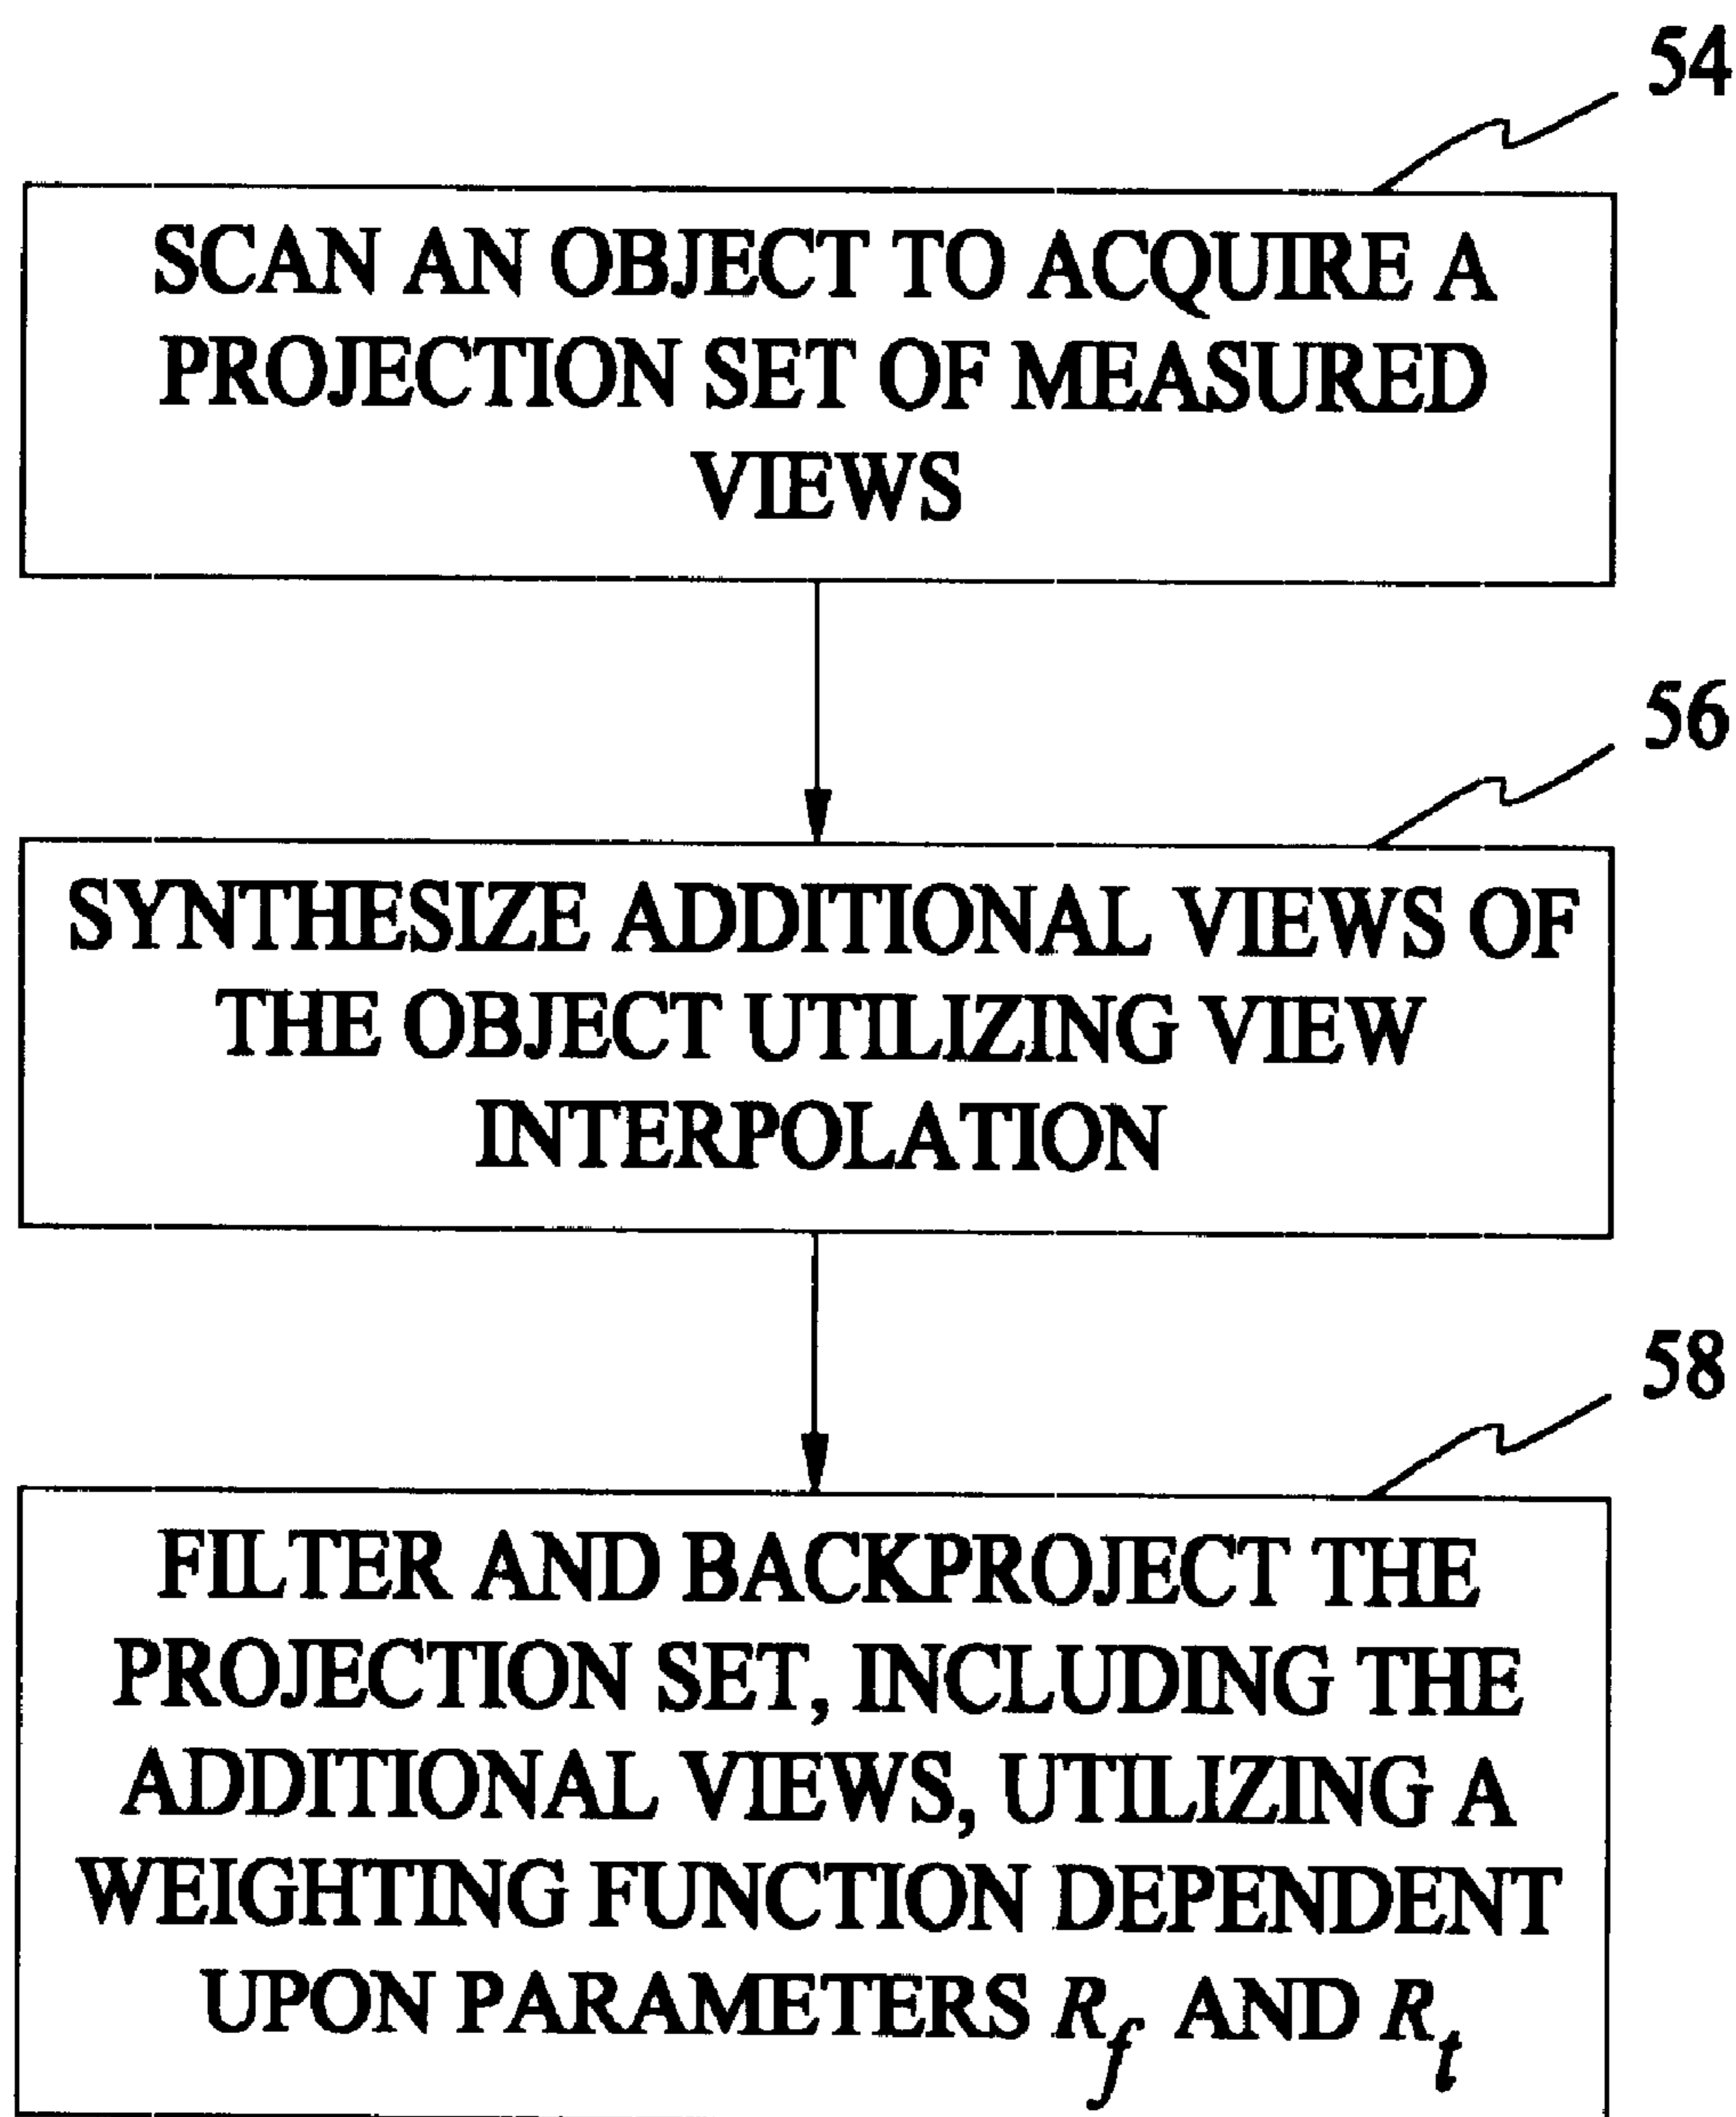 54
SCAN AN OBJECT TO ACQUIRE A
PROJECTION SET OF MEASURED
VIEWS
56
SYNTHESIZE ADDITIONAL VIEWS OF
THE OBJECT UTILIZING VIEW
INTERPOLATION
58
FILTER AND BACKPROJECT THE
PROJECTION SET, INCLUDING THE
ADDITIONAL VIEWS, UTILIZING A
WEIGHTING FUNCTION DEPENDENT
UPON PARAMETERS R_f AND R_t